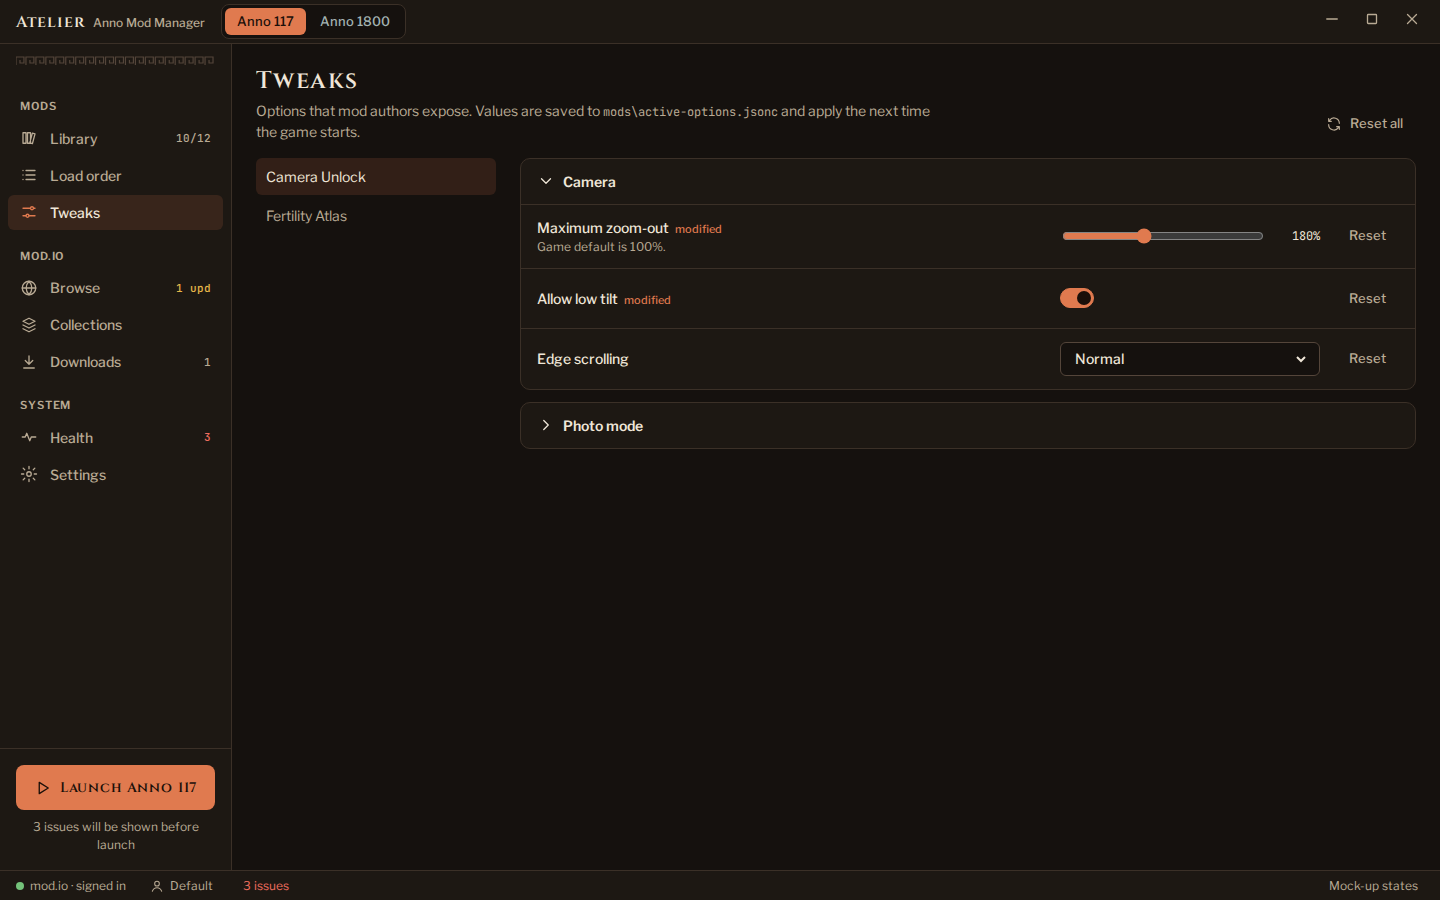 ATELIER Anno Mod Manager
Anno 117
Anno 1800
MODS
Library 10/12
Load order
Tweaks
MOD.IO
Browse 1 upd
Collections
Downloads 1
SYSTEM
Health 3
Settings
LAUNCH ANNO 117
3 issues will be shown before
launch
TWEAKS
Options that mod authors expose. Values are saved to mods\active-options.jsonc and apply the next time
the game starts.
Reset all
Camera Unlock
Fertility Atlas
Camera
Maximum zoom-out modified
Game default is 100%.
180%
Reset
Allow low tilt modified
Reset
Edge scrolling
Normal
Reset
Photo mode
mod.io · signed in
Default
3 issues
Mock-up states